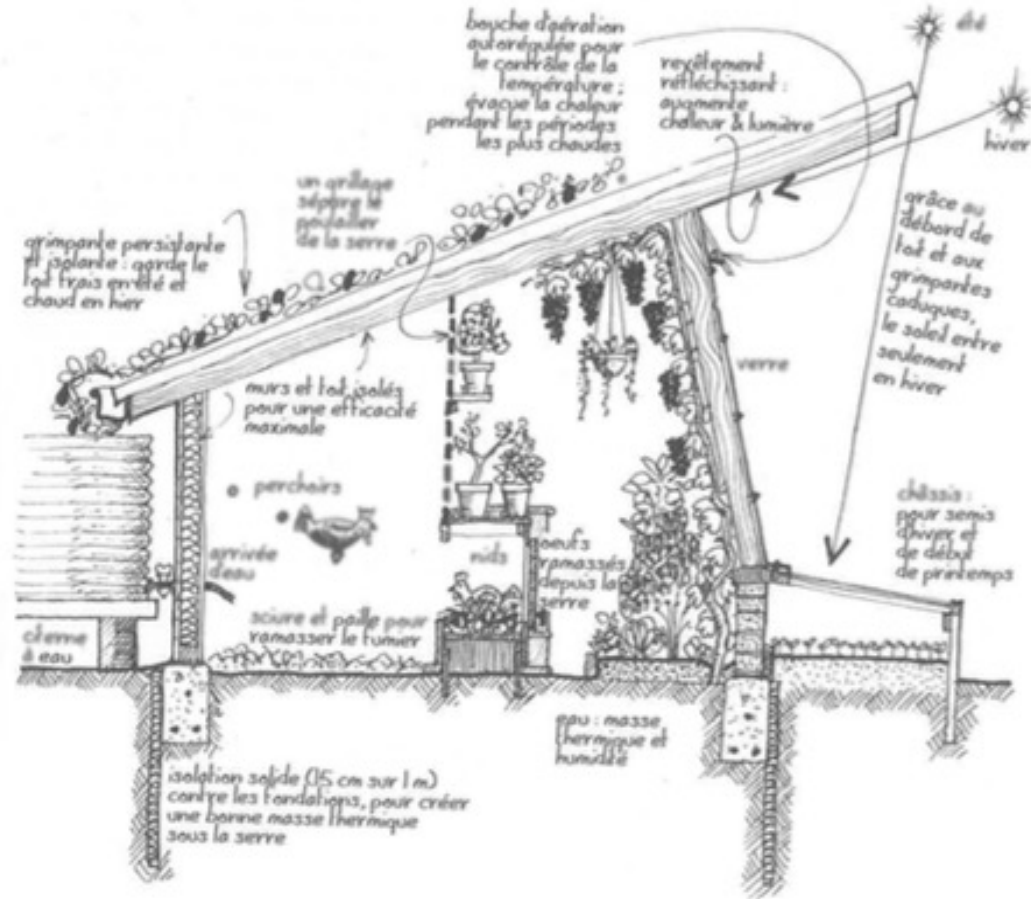 bouche d'aération
autorégulée pour
le contrôle de la
température ;
évacue la chaleur
pendant les périodes
les plus chaudes
revêtement
réfléchissant :
augmente
chaleur & lumière
été
hiver
un grillage
sépare le
poulailler
de la serre
grimpante persistante
et isolante : garde le
toit frais en été et
chaud en hier
grâce au
débord de
toit et aux
grimpantes
caduques,
le soleil entre
seulement
en hiver
verre
murs et toit isolés
pour une efficacité
maximale
perchoirs
nids
oeufs
ramassés
depuis la
serre
châssis :
pour semis
d'hiver et
de début
de printemps
arrivée
d'eau
sciure et paille pour
ramasser le fumier
citerne
à eau
eau : masse
thermique et
humidité
isolation solide (15 cm sur 1 m)
contre les fondations, pour créer
une bonne masse thermique
sous la serre